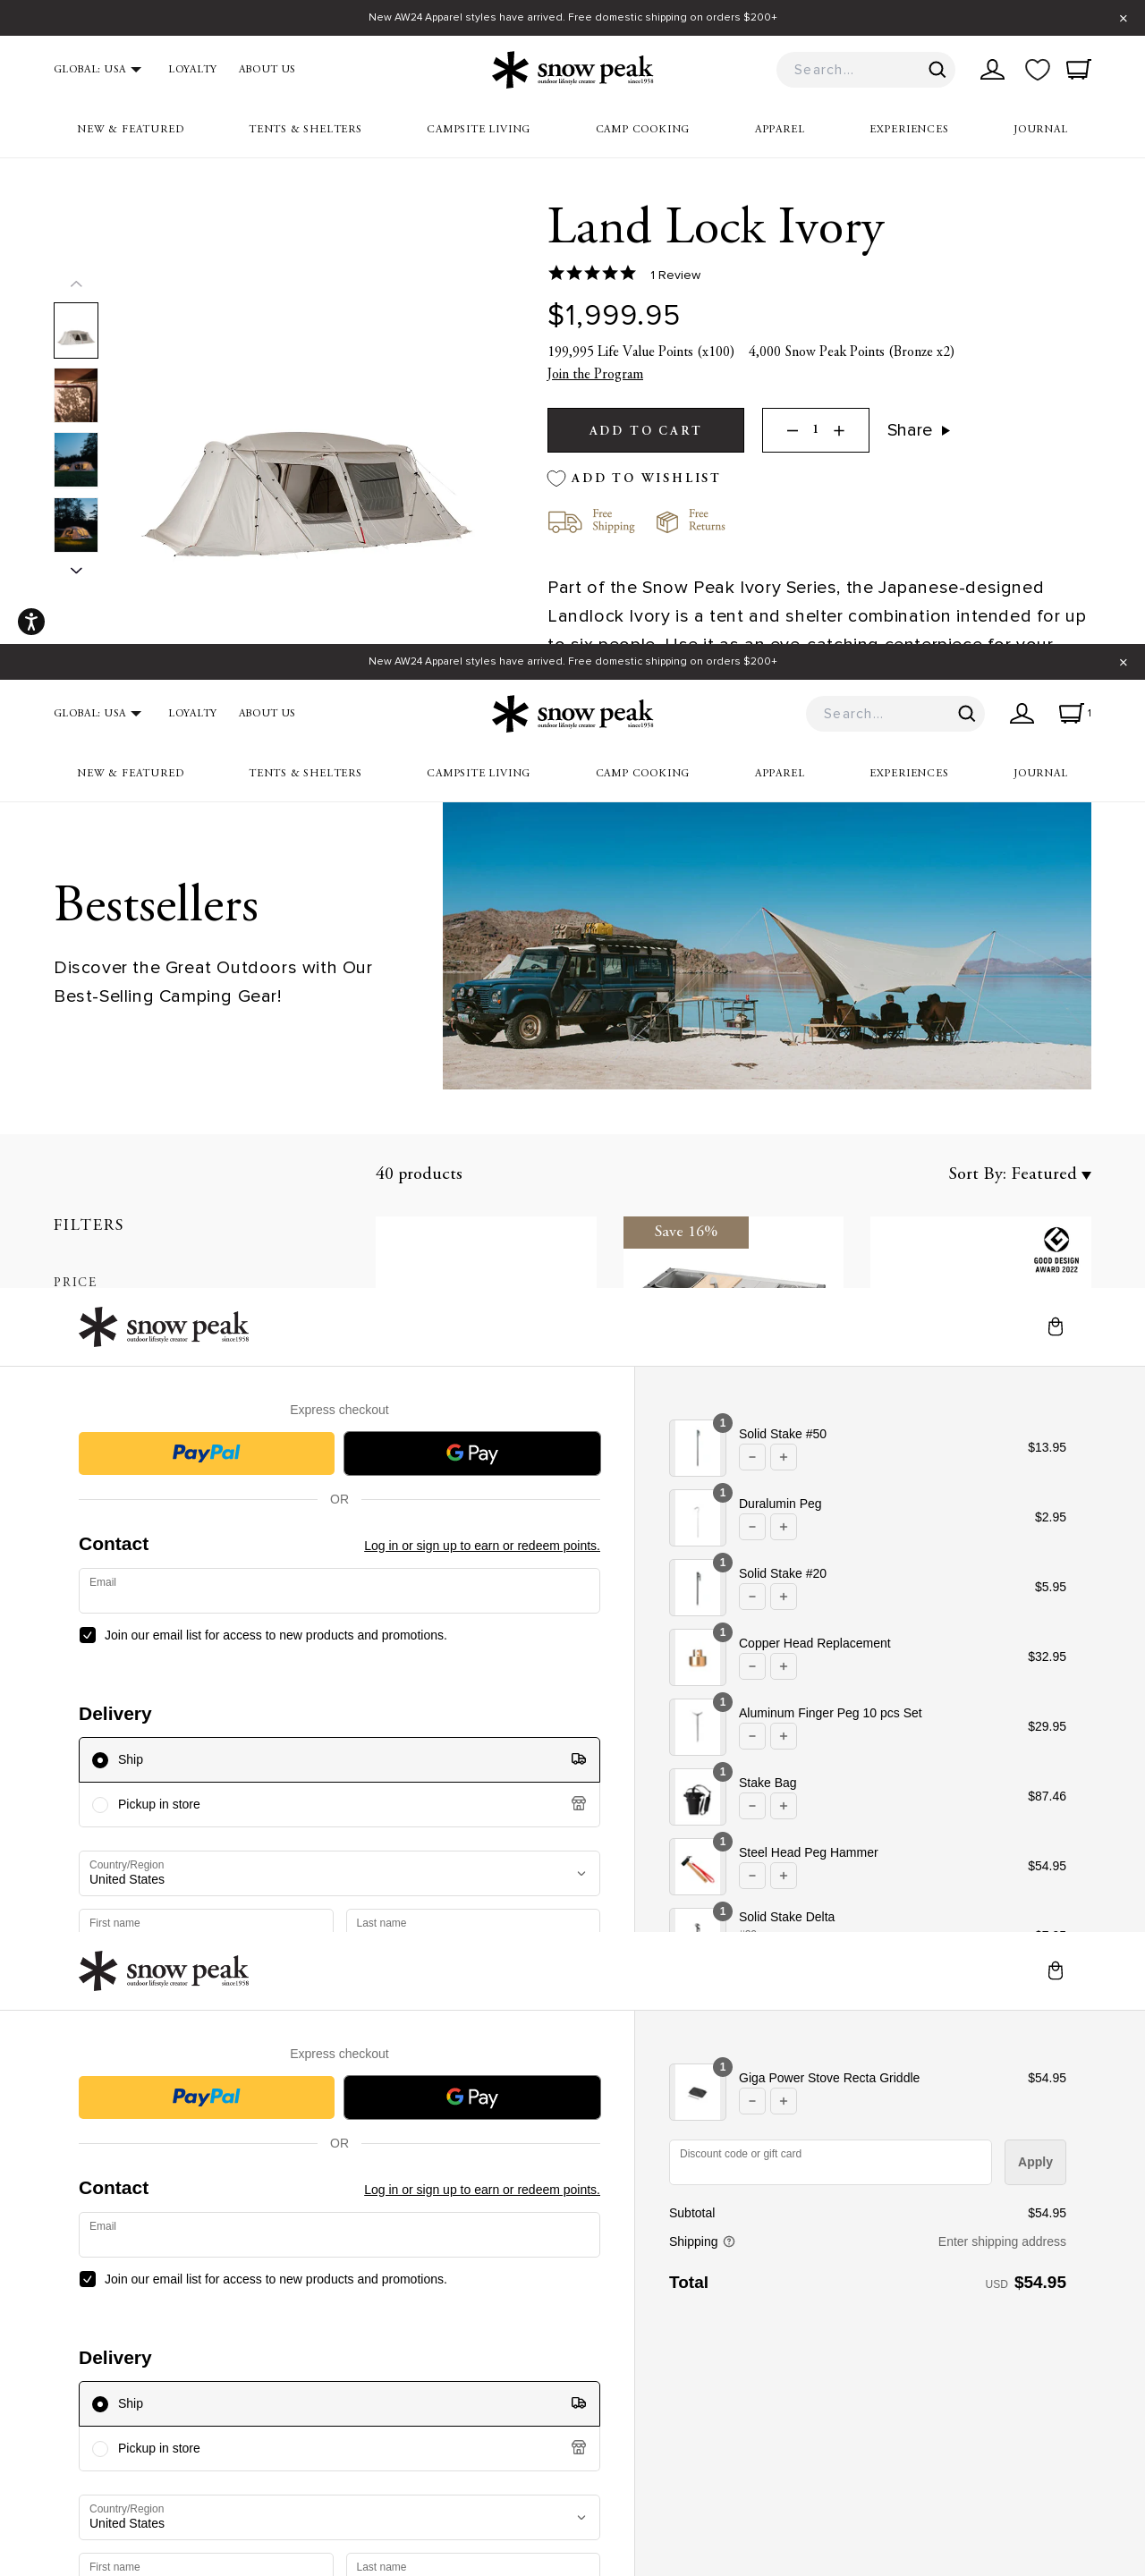 New AW24 Apparel styles have arrived. Free domestic shipping on orders $200+
GLOBAL: USA LOYALTY ABOUT US
snow peak
outdoor lifestyle creator since1958
Search...
NEW & FEATURED TENTS & SHELTERS CAMPSITE LIVING CAMP COOKING APPAREL EXPERIENCES JOURNAL
Land Lock Ivory
1 Review
$1,999.95
199,995 Life Value Points (x100) 4,000 Snow Peak Points (Bronze x2)
Join the Program
ADD TO CART
1
Share
ADD TO WISHLIST
Free Shipping
Free Returns
Part of the Snow Peak Ivory Series, the Japanese-designed
Landlock Ivory is a tent and shelter combination intended for up
to six people. Use it as an eye-catching centerpiece for your
New AW24 Apparel styles have arrived. Free domestic shipping on orders $200+
GLOBAL: USA LOYALTY ABOUT US
snow peak
outdoor lifestyle creator since1958
Search...
1
NEW & FEATURED TENTS & SHELTERS CAMPSITE LIVING CAMP COOKING APPAREL EXPERIENCES JOURNAL
Bestsellers
Discover the Great Outdoors with Our
Best-Selling Camping Gear!
40 products
Sort By: Featured
FILTERS
PRICE
Save 16%
GOOD DESIGN
AWARD 2022
snow peak
outdoor lifestyle creator since1958
Express checkout
PayPal
G Pay
OR
Contact
Log in or sign up to earn or redeem points.
Email
Join our email list for access to new products and promotions.
Delivery
Ship
Pickup in store
Country/Region
United States
First name
Last name
1
Solid Stake #50
$13.95
1
Duralumin Peg
$2.95
1
Solid Stake #20
$5.95
1
Copper Head Replacement
$32.95
1
Aluminum Finger Peg 10 pcs Set
$29.95
1
Stake Bag
$87.46
1
Steel Head Peg Hammer
$54.95
1
Solid Stake Delta
snow peak
outdoor lifestyle creator since1958
Express checkout
PayPal
G Pay
OR
Contact
Log in or sign up to earn or redeem points.
Email
Join our email list for access to new products and promotions.
Delivery
Ship
Pickup in store
Country/Region
United States
First name
Last name
1
Giga Power Stove Recta Griddle
$54.95
Discount code or gift card
Apply
Subtotal
$54.95
Shipping
Enter shipping address
Total
USD $54.95